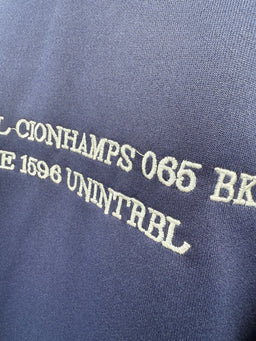 L-CIONHAMPS 065 BK
E 1596 UNINTRBL